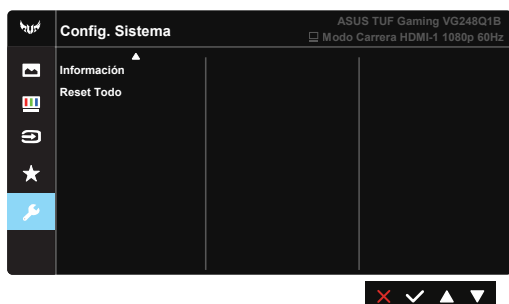 Config. Sistema
ASUS TUF Gaming VG248Q1B
Modo Carrera HDMI-1 1080p 60Hz
Información
Reset Todo